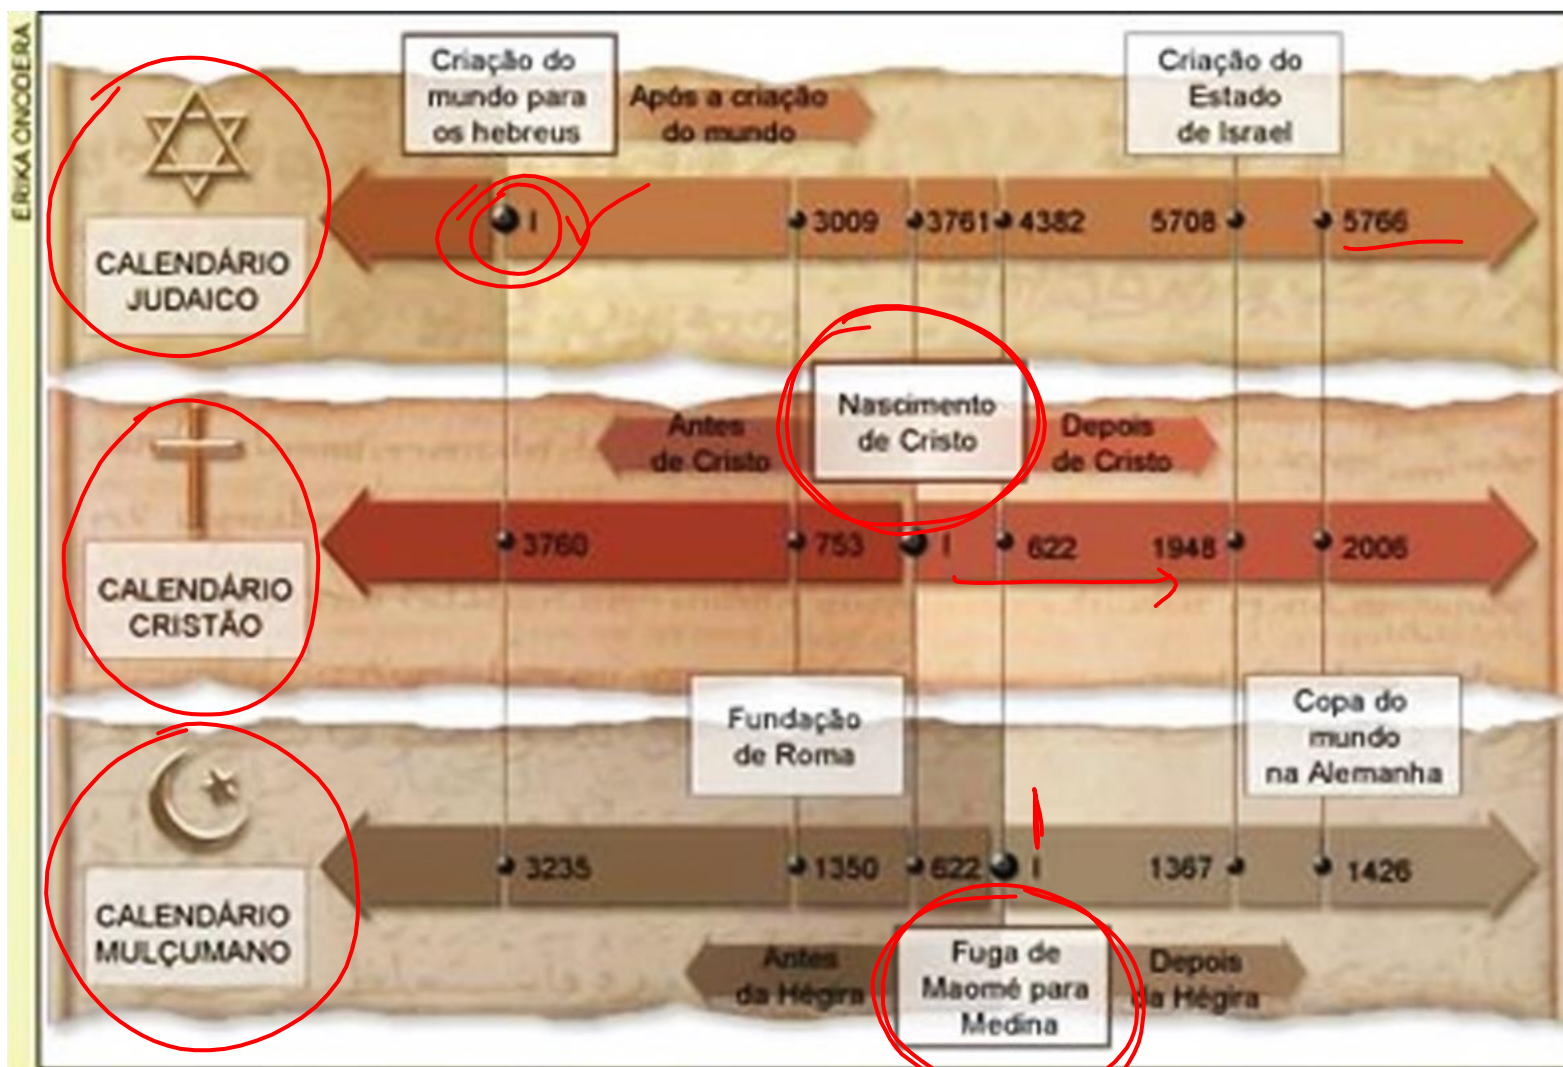 ERIKA ONODERA
Criação do
mundo para
os hebreus
Após a criação
do mundo
Criação do
Estado
de Israel
CALENDÁRIO
JUDAICO
I
3009
3761
4382
5708
5766
Antes
de Cristo
Nascimento
de Cristo
Depois
de Cristo
CALENDÁRIO
CRISTÃO
3760
753
I
622
1948
2006
Fundação
de Roma
Copa do
mundo
na Alemanha
CALENDÁRIO
MULÇUMANO
3235
1350
622
I
1367
1426
Antes
da Hégira
Fuga de
Maomé para
Medina
Depois
da Hégira